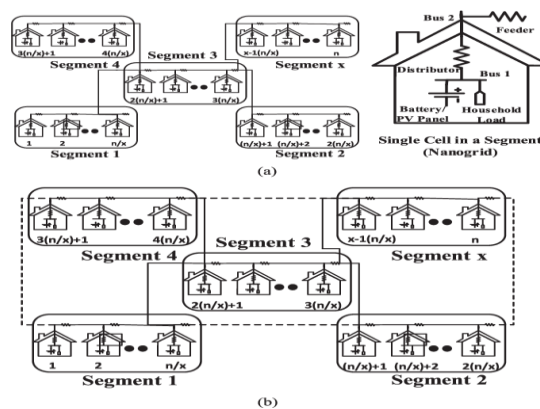 3(n/x)+1 4(n/x)
Segment 4
Segment 3
x-1(n/x) n
Segment x
2(n/x)+1 3(n/x)
1 2 n/x
Segment 1
(n/x)+1 (n/x)+2 2(n/x)
Segment 2
Bus 2
Feeder
Distributor
Bus 1
Battery/
PV Panel
Household
Load
Single Cell in a Segment
(Nanogrid)
(a)
3(n/x)+1 4(n/x)
Segment 4
Segment 3
x-1(n/x) n
Segment x
2(n/x)+1 3(n/x)
1 2 n/x
Segment 1
(n/x)+1 (n/x)+2 2(n/x)
Segment 2
(b)